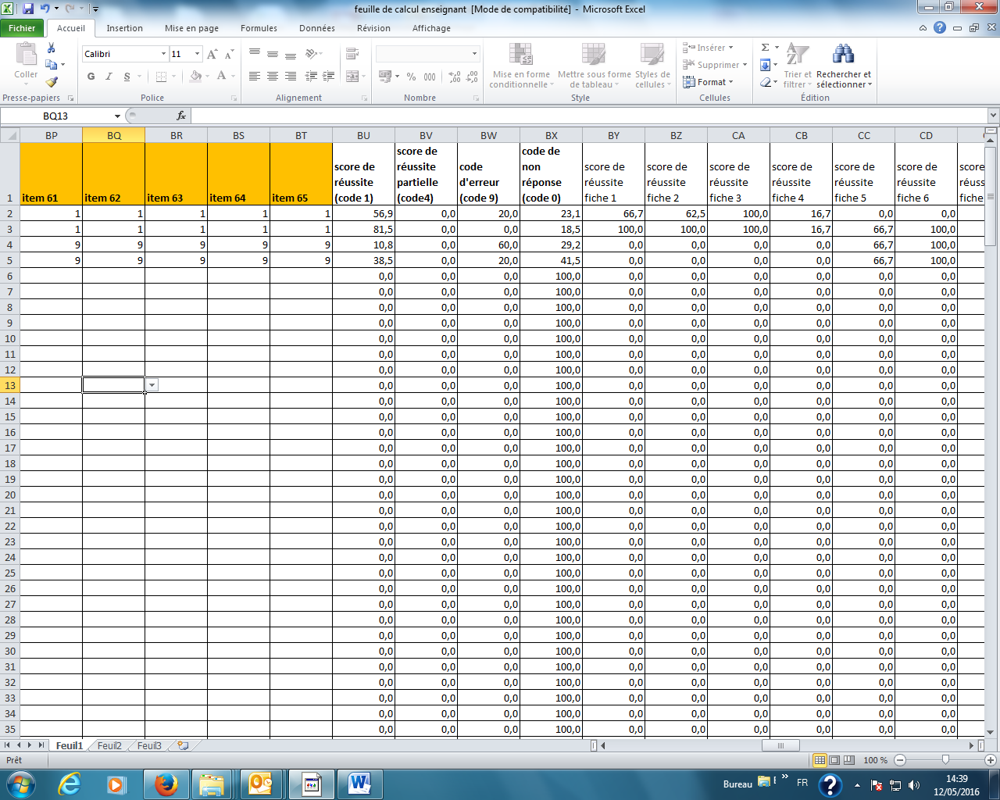 feuille de calcul enseignant [Mode de compatibilité] - Microsoft Excel
Fichier Accueil Insertion Mise en page Formules Données Révision Affichage
Coller
Calibri 11
G I S
% 000
Mise en forme conditionnelle
Mettre sous forme de tableau
Styles de cellules
Insérer
Supprimer
Format
Σ
Trier et filtrer
Rechercher et sélectionner
Presse-papiers Police Alignement Nombre Style Cellules Édition
BQ13 fx
BP BQ BR BS BT BU BV BW BX BY BZ CA CB CC CD
1 item 61 item 62 item 63 item 64 item 65 score de réussite (code 1) score de réussite partielle (code4) code d'erreur (code 9) code de non réponse (code 0) score de réussite fiche 1 score de réussite fiche 2 score de réussite fiche 3 score de réussite fiche 4 score de réussite fiche 5 score de réussite fiche 6 score réuss fiche
2 1 1 1 1 1 56,9 0,0 20,0 23,1 66,7 62,5 100,0 16,7 0,0 0,0
3 1 1 1 1 1 81,5 0,0 0,0 18,5 100,0 100,0 100,0 16,7 66,7 100,0
4 9 9 9 9 9 10,8 0,0 60,0 29,2 0,0 0,0 0,0 0,0 66,7 100,0
5 9 9 9 9 9 38,5 0,0 20,0 41,5 0,0 0,0 0,0 0,0 66,7 100,0
6 0,0 0,0 0,0 100,0 0,0 0,0 0,0 0,0 0,0 0,0
7 0,0 0,0 0,0 100,0 0,0 0,0 0,0 0,0 0,0 0,0
8 0,0 0,0 0,0 100,0 0,0 0,0 0,0 0,0 0,0 0,0
9 0,0 0,0 0,0 100,0 0,0 0,0 0,0 0,0 0,0 0,0
10 0,0 0,0 0,0 100,0 0,0 0,0 0,0 0,0 0,0 0,0
11 0,0 0,0 0,0 100,0 0,0 0,0 0,0 0,0 0,0 0,0
12 0,0 0,0 0,0 100,0 0,0 0,0 0,0 0,0 0,0 0,0
13 0,0 0,0 0,0 100,0 0,0 0,0 0,0 0,0 0,0 0,0
14 0,0 0,0 0,0 100,0 0,0 0,0 0,0 0,0 0,0 0,0
15 0,0 0,0 0,0 100,0 0,0 0,0 0,0 0,0 0,0 0,0
16 0,0 0,0 0,0 100,0 0,0 0,0 0,0 0,0 0,0 0,0
17 0,0 0,0 0,0 100,0 0,0 0,0 0,0 0,0 0,0 0,0
18 0,0 0,0 0,0 100,0 0,0 0,0 0,0 0,0 0,0 0,0
19 0,0 0,0 0,0 100,0 0,0 0,0 0,0 0,0 0,0 0,0
20 0,0 0,0 0,0 100,0 0,0 0,0 0,0 0,0 0,0 0,0
21 0,0 0,0 0,0 100,0 0,0 0,0 0,0 0,0 0,0 0,0
22 0,0 0,0 0,0 100,0 0,0 0,0 0,0 0,0 0,0 0,0
23 0,0 0,0 0,0 100,0 0,0 0,0 0,0 0,0 0,0 0,0
24 0,0 0,0 0,0 100,0 0,0 0,0 0,0 0,0 0,0 0,0
25 0,0 0,0 0,0 100,0 0,0 0,0 0,0 0,0 0,0 0,0
26 0,0 0,0 0,0 100,0 0,0 0,0 0,0 0,0 0,0 0,0
27 0,0 0,0 0,0 100,0 0,0 0,0 0,0 0,0 0,0 0,0
28 0,0 0,0 0,0 100,0 0,0 0,0 0,0 0,0 0,0 0,0
29 0,0 0,0 0,0 100,0 0,0 0,0 0,0 0,0 0,0 0,0
30 0,0 0,0 0,0 100,0 0,0 0,0 0,0 0,0 0,0 0,0
31 0,0 0,0 0,0 100,0 0,0 0,0 0,0 0,0 0,0 0,0
32 0,0 0,0 0,0 100,0 0,0 0,0 0,0 0,0 0,0 0,0
33 0,0 0,0 0,0 100,0 0,0 0,0 0,0 0,0 0,0 0,0
34 0,0 0,0 0,0 100,0 0,0 0,0 0,0 0,0 0,0 0,0
35 0,0 0,0 0,0 100,0 0,0 0,0 0,0 0,0 0,0 0,0
Feuil1 Feuil2 Feuil3
Prêt 100 %
Bureau » FR 14:39
12/05/2016